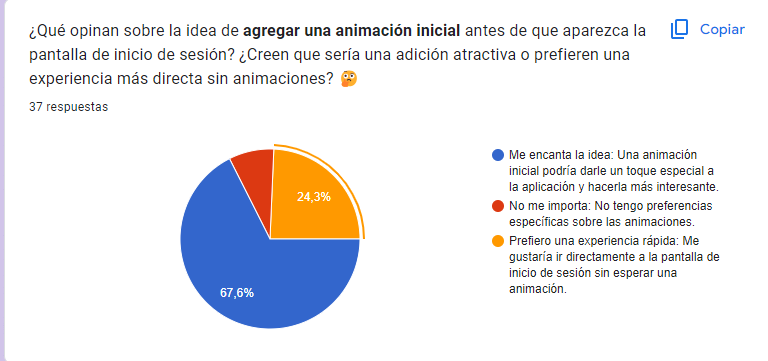 ¿Qué opinan sobre la idea de agregar una animación inicial antes de que aparezca la
pantalla de inicio de sesión? ¿Creen que sería una adición atractiva o prefieren una
experiencia más directa sin animaciones? 🤔
Copiar
37 respuestas
24,3%
67,6%
Me encanta la idea: Una animación
inicial podría darle un toque especial a
la aplicación y hacerla más interesante.
No me importa: No tengo preferencias
específicas sobre las animaciones.
Prefiero una experiencia rápida: Me
gustaría ir directamente a la pantalla de
inicio de sesión sin esperar una
animación.